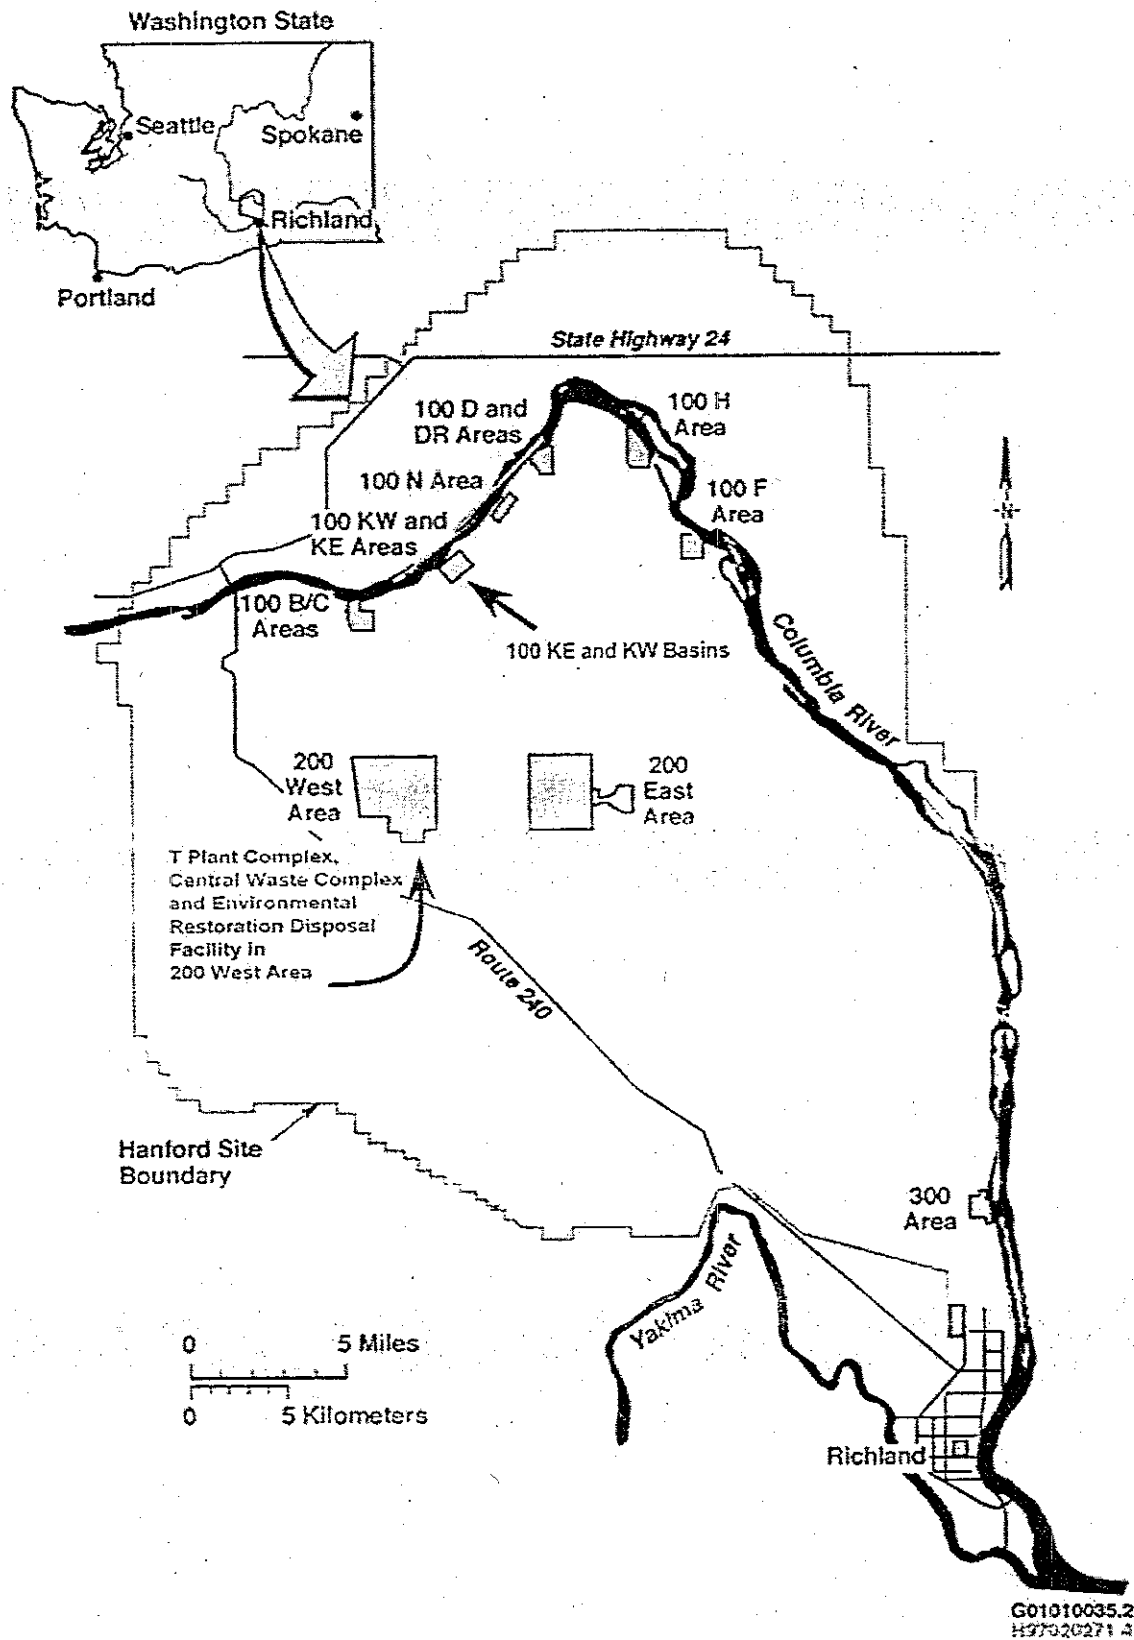 Washington State
Seattle
Spokane
Richland
Portland
State Highway 24
100 D and
DR Areas
100 H
Area
100 N Area
100 F
Area
100 KW and
KE Areas
N
100 B/C
Areas
100 KE and KW Basins
Columbia River
200
West
Area
200
East
Area
T Plant Complex,
Central Waste Complex
and Environmental
Restoration Disposal
Facility in
200 West Area
Route 240
Hanford Site
Boundary
300
Area
Yakima River
0 5 Miles
0 5 Kilometers
Richland
G01010035.2
H97020271.4